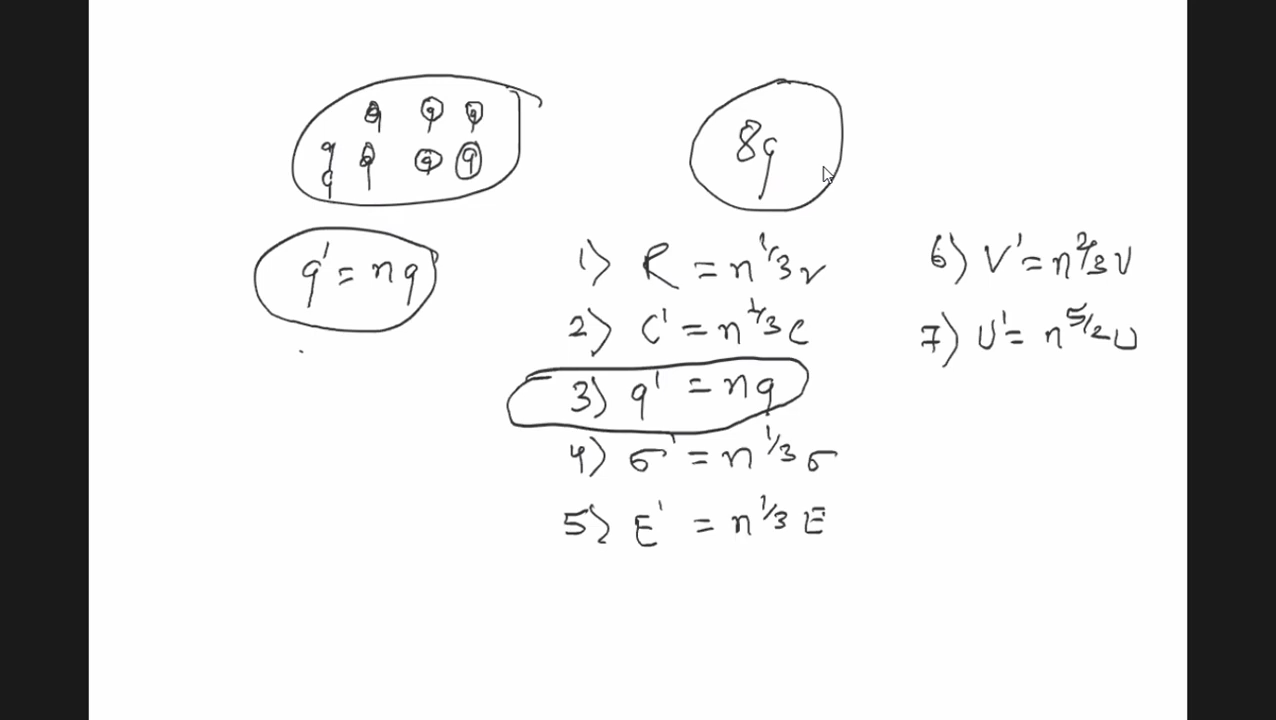 q q q
q q q q
q
8q
q' = nq
1) R = n^1/3 r
2) C' = n^1/3 C
3) q' = nq
4) σ' = n^1/3 σ
5) E' = n^1/3 E
6) V' = n^2/3 V
7) U' = n^5/2 U